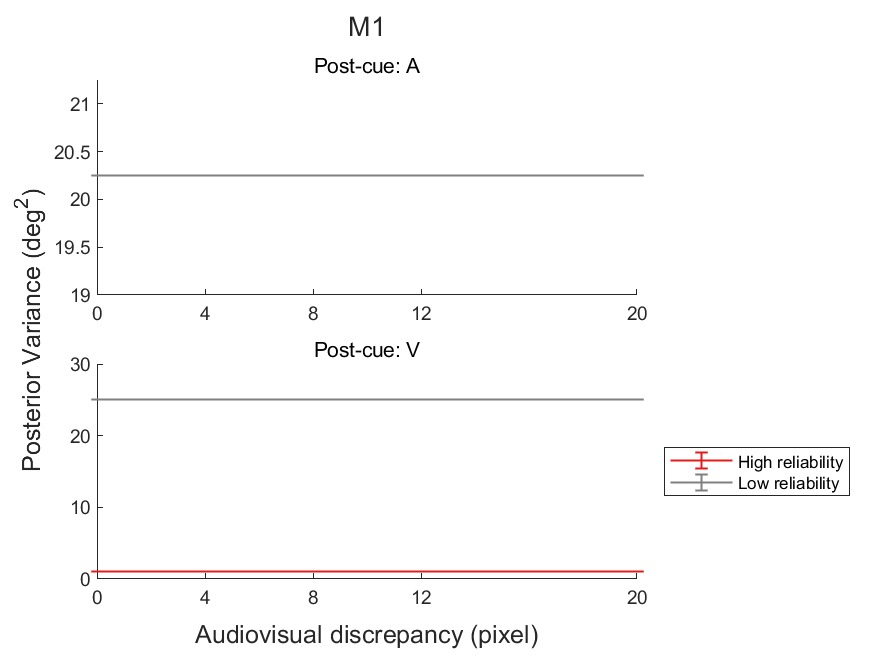 M1
Post-cue: A
21
20.5
20
19.5
19
0 4 8 12 20
Posterior Variance (deg²)
Post-cue: V
30
20
10
0
0 4 8 12 20
Audiovisual discrepancy (pixel)
High reliability
Low reliability